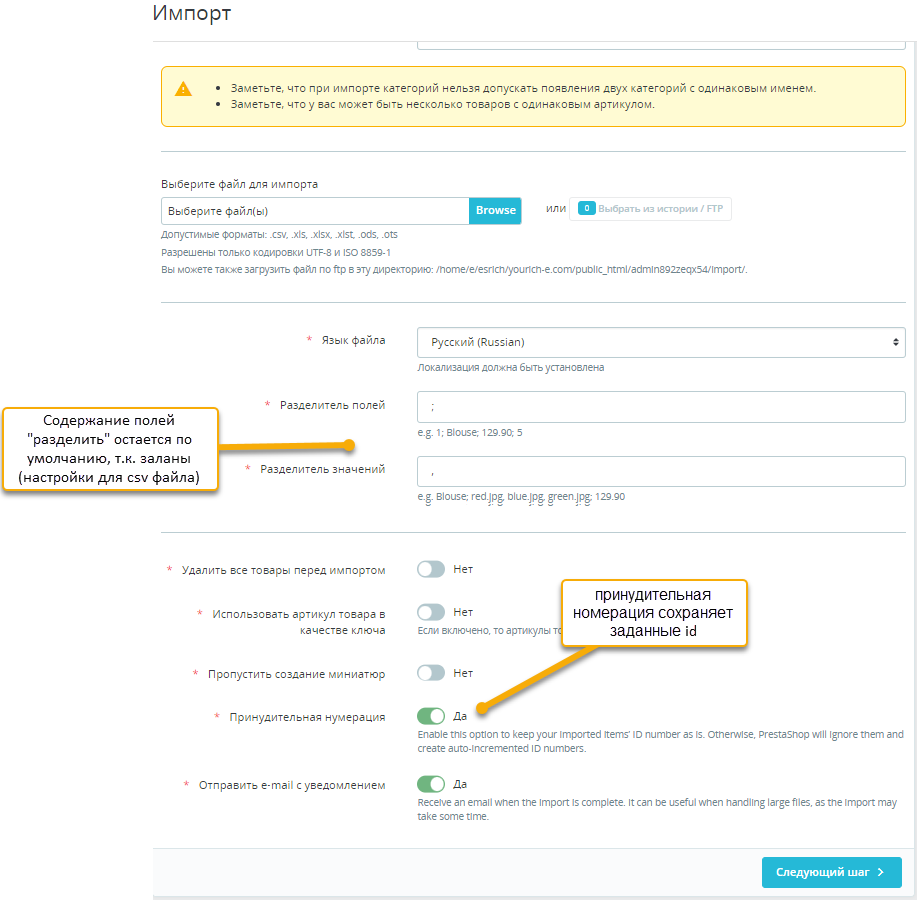 Импорт
Заметьте, что при импорте категорий нельзя допускать появления двух категорий с одинаковым именем.
Заметьте, что у вас может быть несколько товаров с одинаковым артикулом.
Выберите файл для импорта
Выберите файл(ы) Browse или 0 Выбрать из истории / FTP
Допустимые форматы: .csv, .xls, .xlsx, .xlst, .ods, .ots
Разрешены только кодировки UTF-8 и ISO 8859-1
Вы можете также загрузить файл по ftp в эту директорию: /home/e/esrich/yourich-e.com/public_html/admin892zeqx54/import/.
* Язык файла Русский (Russian)
Локализация должна быть установлена
* Разделитель полей ;
e.g. 1; Blouse; 129.90; 5
Содержание полей
"разделить" остается по
умолчанию, т.к. заланы
(настройки для csv файла)
* Разделитель значений ,
e.g. Blouse; red.jpg, blue.jpg, green.jpg; 129.90
* Удалить все товары перед импортом Нет
* Использовать артикул товара в
качестве ключа
Нет
Если включено, то артикулы то
принудительная
номерация сохраняет
заданные id
* Пропустить создание миниатюр Нет
* Принудительная нумерация Да
Enable this option to keep your imported items' ID number as is. Otherwise, PrestaShop will ignore them and
create auto-incremented ID numbers.
* Отправить e-mail с уведомлением Да
Receive an email when the import is complete. It can be useful when handling large files, as the import may
take some time.
Следующий шаг